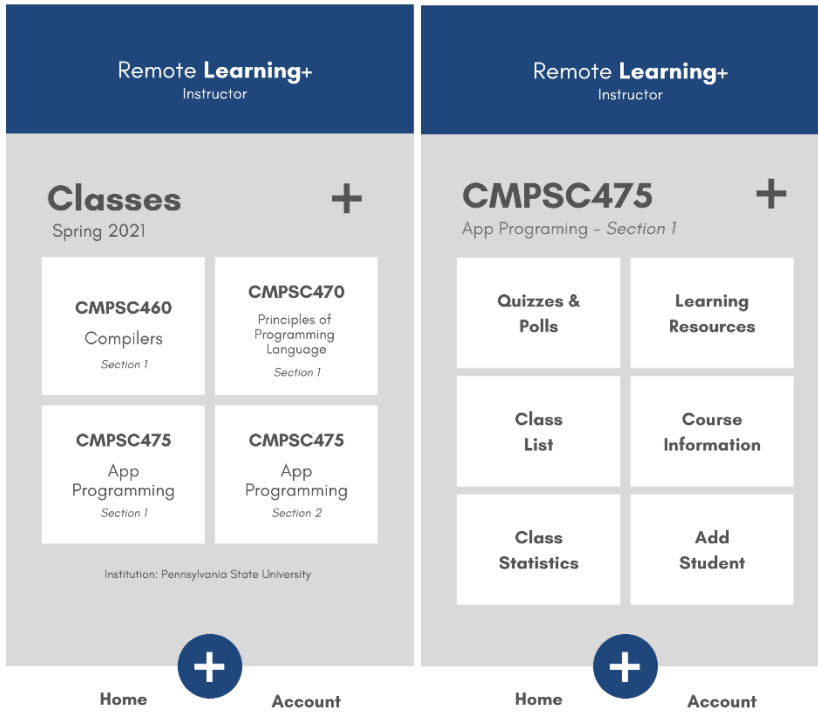 Remote Learning+
Instructor
Classes
Spring 2021
CMPSC460
Compilers
Section 1
CMPSC470
Principles of
Programming
Language
Section 1
CMPSC475
App
Programming
Section 1
CMPSC475
App
Programming
Section 2
Institution: Pennsylvania State University
Home
Account
Remote Learning+
Instructor
CMPSC475
App Programing - Section 1
Quizzes &
Polls
Learning
Resources
Class
List
Course
Information
Class
Statistics
Add
Student
Home
Account